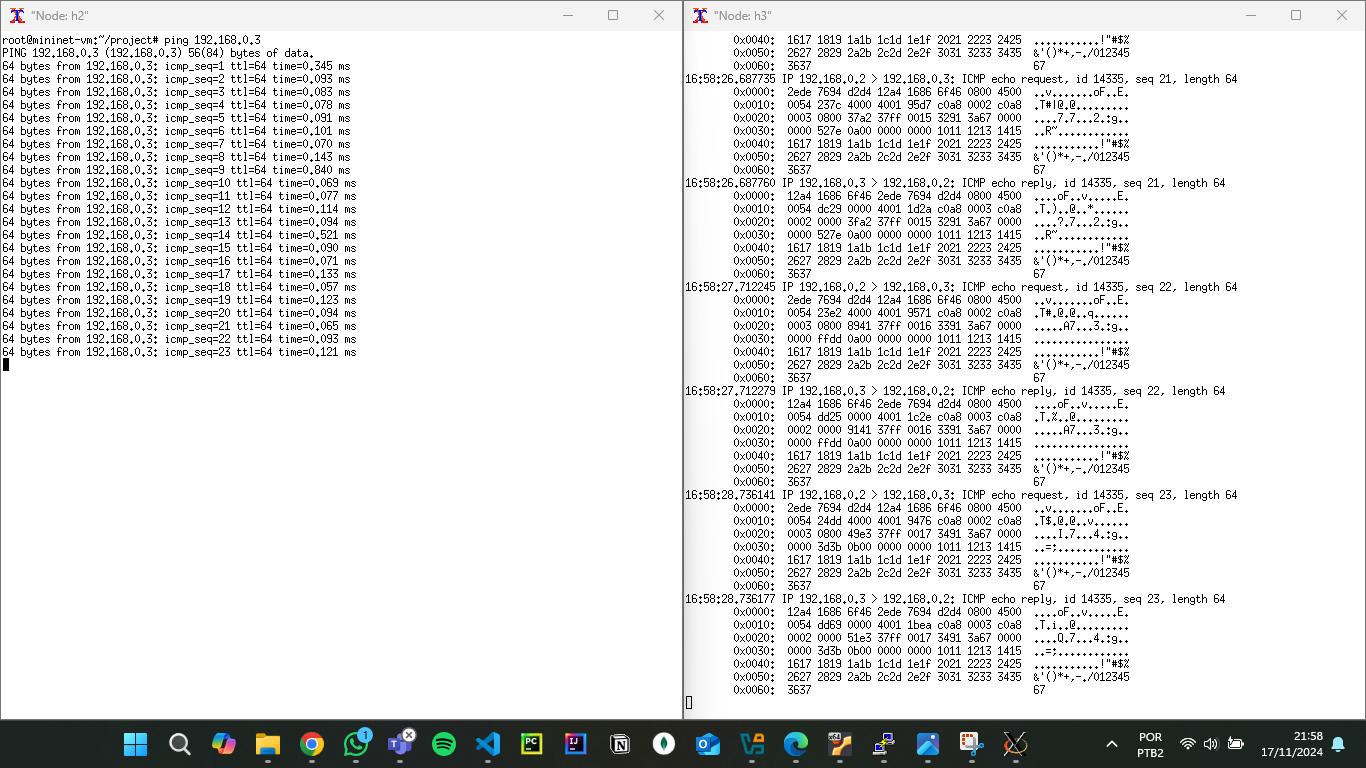 "Node: h2"
root@mininet-vm:~/project# ping 192.168.0.3
PING 192.168.0.3 (192.168.0.3) 56(84) bytes of data.
64 bytes from 192.168.0.3: icmp_seq=1 ttl=64 time=0.345 ms
64 bytes from 192.168.0.3: icmp_seq=2 ttl=64 time=0.093 ms
64 bytes from 192.168.0.3: icmp_seq=3 ttl=64 time=0.083 ms
64 bytes from 192.168.0.3: icmp_seq=4 ttl=64 time=0.078 ms
64 bytes from 192.168.0.3: icmp_seq=5 ttl=64 time=0.091 ms
64 bytes from 192.168.0.3: icmp_seq=6 ttl=64 time=0.101 ms
64 bytes from 192.168.0.3: icmp_seq=7 ttl=64 time=0.070 ms
64 bytes from 192.168.0.3: icmp_seq=8 ttl=64 time=0.143 ms
64 bytes from 192.168.0.3: icmp_seq=9 ttl=64 time=0.840 ms
64 bytes from 192.168.0.3: icmp_seq=10 ttl=64 time=0.069 ms
64 bytes from 192.168.0.3: icmp_seq=11 ttl=64 time=0.077 ms
64 bytes from 192.168.0.3: icmp_seq=12 ttl=64 time=0.114 ms
64 bytes from 192.168.0.3: icmp_seq=13 ttl=64 time=0.094 ms
64 bytes from 192.168.0.3: icmp_seq=14 ttl=64 time=0.521 ms
64 bytes from 192.168.0.3: icmp_seq=15 ttl=64 time=0.090 ms
64 bytes from 192.168.0.3: icmp_seq=16 ttl=64 time=0.071 ms
64 bytes from 192.168.0.3: icmp_seq=17 ttl=64 time=0.133 ms
64 bytes from 192.168.0.3: icmp_seq=18 ttl=64 time=0.057 ms
64 bytes from 192.168.0.3: icmp_seq=19 ttl=64 time=0.123 ms
64 bytes from 192.168.0.3: icmp_seq=20 ttl=64 time=0.094 ms
64 bytes from 192.168.0.3: icmp_seq=21 ttl=64 time=0.065 ms
64 bytes from 192.168.0.3: icmp_seq=22 ttl=64 time=0.093 ms
64 bytes from 192.168.0.3: icmp_seq=23 ttl=64 time=0.121 ms
"Node: h3"
0x0040:  1617 1819 1a1b 1c1d 1e1f 2021 2223 2425  ...........!"#$%
0x0050:  2627 2829 2a2b 2c2d 2e2f 3031 3233 3435  &'()*+,-./012345
0x0060:  3637  67
16:58:26.687735 IP 192.168.0.2 > 192.168.0.3: ICMP echo request, id 14335, seq 21, length 64
0x0000:  2ede 7694 d2d4 12a4 1686 6f46 0800 4500  ..v.......oF..E.
0x0010:  0054 237c 4000 4001 95d7 c0a8 0002 c0a8  .T#|@.@.........
0x0020:  0003 0800 37a2 37ff 0015 3291 3a67 0000  ....7.7...2.:g..
0x0030:  0000 527e 0a00 0000 0000 1011 1213 1415  ..R~............
0x0040:  1617 1819 1a1b 1c1d 1e1f 2021 2223 2425  ...........!"#$%
0x0050:  2627 2829 2a2b 2c2d 2e2f 3031 3233 3435  &'()*+,-./012345
0x0060:  3637  67
16:58:26.687760 IP 192.168.0.3 > 192.168.0.2: ICMP echo reply, id 14335, seq 21, length 64
0x0000:  12a4 1686 6f46 2ede 7694 d2d4 0800 4500  ....oF..v.....E.
0x0010:  0054 dc29 0000 4001 1d2a c0a8 0003 c0a8  .T.)..@..*......
0x0020:  0002 0000 3fa2 37ff 0015 3291 3a67 0000  ....?.7...2.:g..
0x0030:  0000 527e 0a00 0000 0000 1011 1213 1415  ..R~............
0x0040:  1617 1819 1a1b 1c1d 1e1f 2021 2223 2425  ...........!"#$%
0x0050:  2627 2829 2a2b 2c2d 2e2f 3031 3233 3435  &'()*+,-./012345
0x0060:  3637  67
16:58:27.712245 IP 192.168.0.2 > 192.168.0.3: ICMP echo request, id 14335, seq 22, length 64
0x0000:  2ede 7694 d2d4 12a4 1686 6f46 0800 4500  ..v.......oF..E.
0x0010:  0054 23e2 4000 4001 9571 c0a8 0002 c0a8  .T#.@.@..q......
0x0020:  0003 0800 8941 37ff 0016 3391 3a67 0000  .....A7...3.:g..
0x0030:  0000 ffdd 0a00 0000 0000 1011 1213 1415  ................
0x0040:  1617 1819 1a1b 1c1d 1e1f 2021 2223 2425  ...........!"#$%
0x0050:  2627 2829 2a2b 2c2d 2e2f 3031 3233 3435  &'()*+,-./012345
0x0060:  3637  67
16:58:27.712279 IP 192.168.0.3 > 192.168.0.2: ICMP echo reply, id 14335, seq 22, length 64
0x0000:  12a4 1686 6f46 2ede 7694 d2d4 0800 4500  ....oF..v.....E.
0x0010:  0054 dd25 0000 4001 1c2e c0a8 0003 c0a8  .T.%..@.........
0x0020:  0002 0000 9141 37ff 0016 3391 3a67 0000  .....A7...3.:g..
0x0030:  0000 ffdd 0a00 0000 0000 1011 1213 1415  ................
0x0040:  1617 1819 1a1b 1c1d 1e1f 2021 2223 2425  ...........!"#$%
0x0050:  2627 2829 2a2b 2c2d 2e2f 3031 3233 3435  &'()*+,-./012345
0x0060:  3637  67
16:58:28.736141 IP 192.168.0.2 > 192.168.0.3: ICMP echo request, id 14335, seq 23, length 64
0x0000:  2ede 7694 d2d4 12a4 1686 6f46 0800 4500  ..v.......oF..E.
0x0010:  0054 24dd 4000 4001 9476 c0a8 0002 c0a8  .T$.@.@..v......
0x0020:  0003 0800 49e3 37ff 0017 3491 3a67 0000  ....I.7...4.:g..
0x0030:  0000 3d3b 0b00 0000 0000 1011 1213 1415  ..=;............
0x0040:  1617 1819 1a1b 1c1d 1e1f 2021 2223 2425  ...........!"#$%
0x0050:  2627 2829 2a2b 2c2d 2e2f 3031 3233 3435  &'()*+,-./012345
0x0060:  3637  67
16:58:28.736177 IP 192.168.0.3 > 192.168.0.2: ICMP echo reply, id 14335, seq 23, length 64
0x0000:  12a4 1686 6f46 2ede 7694 d2d4 0800 4500  ....oF..v.....E.
0x0010:  0054 dd69 0000 4001 1bea c0a8 0003 c0a8  .T.i..@.........
0x0020:  0002 0000 51e3 37ff 0017 3491 3a67 0000  ....Q.7...4.:g..
0x0030:  0000 3d3b 0b00 0000 0000 1011 1213 1415  ..=;............
0x0040:  1617 1819 1a1b 1c1d 1e1f 2021 2223 2425  ...........!"#$%
0x0050:  2627 2829 2a2b 2c2d 2e2f 3031 3233 3435  &'()*+,-./012345
0x0060:  3637  67
1
PC
IJ
x64
POR
PTB2
21:58
17/11/2024